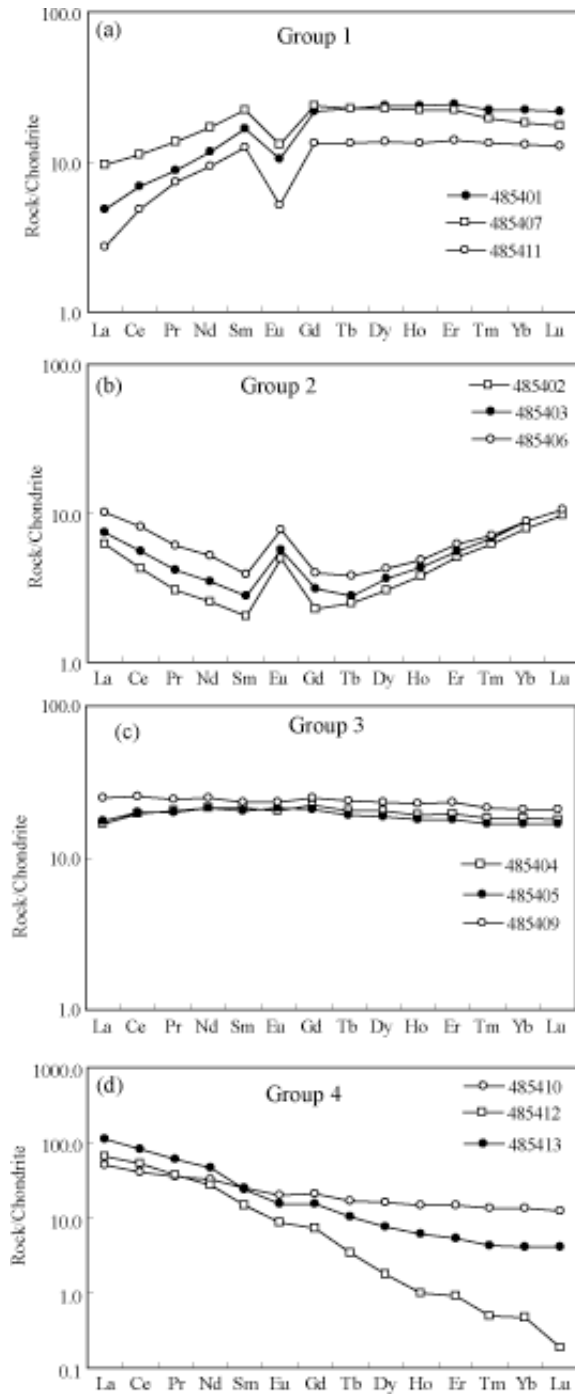 (a)
Group 1
100.0
10.0
1.0
Rock/Chondrite
485401
485407
485411
La Ce Pr Nd Sm Eu Gd Tb Dy Ho Er Tm Yb Lu
(b)
Group 2
100.0
10.0
1.0
Rock/Chondrite
485402
485403
485406
La Ce Pr Nd Sm Eu Gd Tb Dy Ho Er Tm Yb Lu
(c)
Group 3
100.0
10.0
1.0
Rock/Chondrite
485404
485405
485409
La Ce Pr Nd Sm Eu Gd Tb Dy Ho Er Tm Yb Lu
(d)
Group 4
1000.0
100.0
10.0
1.0
0.1
Rock/Chondrite
485410
485412
485413
La Ce Pr Nd Sm Eu Gd Tb Dy Ho Er Tm Yb Lu